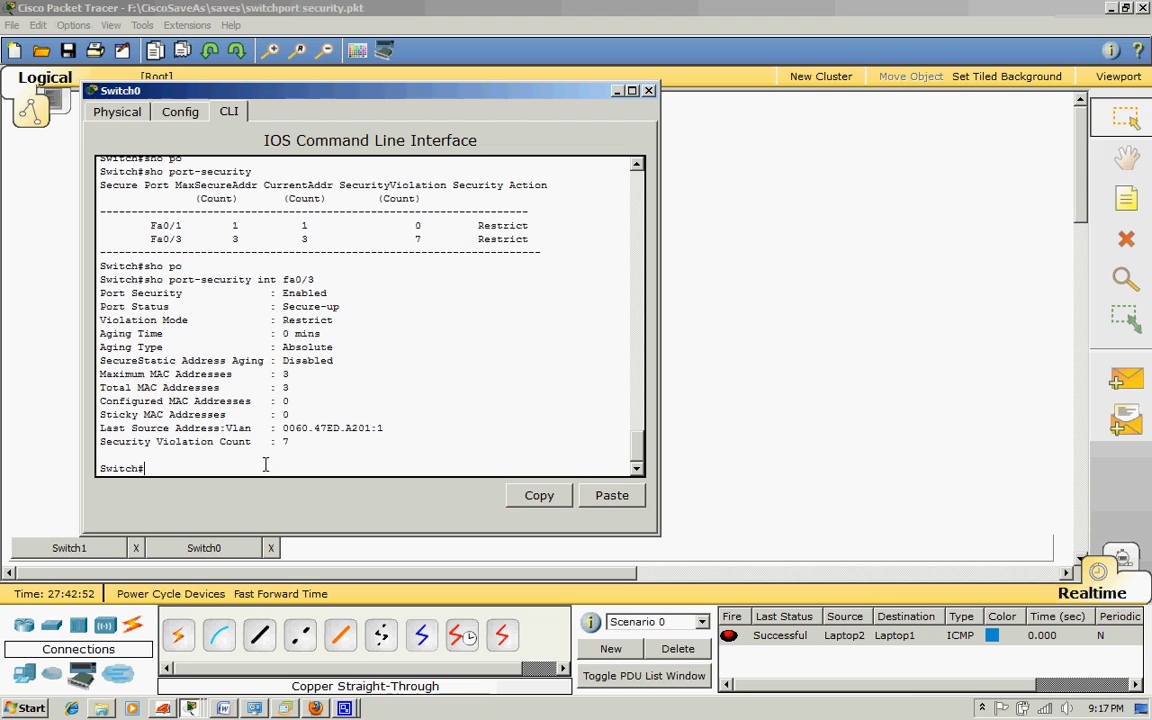 Cisco Packet Tracer - F:\CiscoSaveAs\saves\switchport security.pkt
File Edit Options View Tools Extensions Help
Logical [Root] New Cluster Move Object Set Tiled Background Viewport
Switch0
Physical Config CLI
IOS Command Line Interface
Switch#sho po
Switch#sho port-security
Secure Port MaxSecureAddr CurrentAddr SecurityViolation Security Action
(Count) (Count) (Count)
--------------------------------------------------------------------
Fa0/1 1 1 0 Restrict
Fa0/3 3 3 7 Restrict
----------------------------------------------------------------------
Switch#sho po
Switch#sho port-security int fa0/3
Port Security : Enabled
Port Status : Secure-up
Violation Mode : Restrict
Aging Time : 0 mins
Aging Type : Absolute
SecureStatic Address Aging : Disabled
Maximum MAC Addresses : 3
Total MAC Addresses : 3
Configured MAC Addresses : 0
Sticky MAC Addresses : 0
Last Source Address:Vlan : 0060.47ED.A201:1
Security Violation Count : 7
Switch#
Copy Paste
Switch1 X Switch0 X
Time: 27:42:52 Power Cycle Devices Fast Forward Time Realtime
Connections
Copper Straight-Through
Scenario 0
New Delete
Toggle PDU List Window
Fire Last Status Source Destination Type Color Time (sec) Periodic
Successful Laptop2 Laptop1 ICMP 0.000 N
Start 9:17 PM